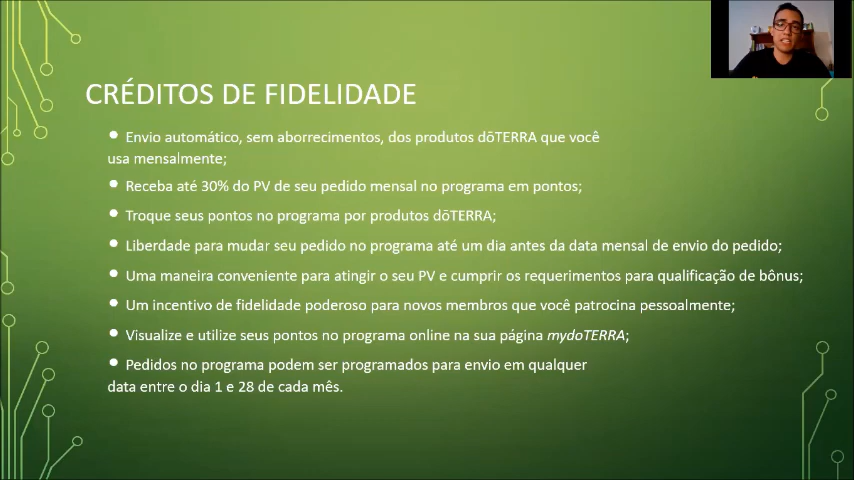 CRÉDITOS DE FIDELIDADE
• Envio automático, sem aborrecimentos, dos produtos dōTERRA que você
usa mensalmente;
• Receba até 30% do PV de seu pedido mensal no programa em pontos;
• Troque seus pontos no programa por produtos dōTERRA;
• Liberdade para mudar seu pedido no programa até um dia antes da data mensal de envio do pedido;
• Uma maneira conveniente para atingir o seu PV e cumprir os requerimentos para qualificação de bônus;
• Um incentivo de fidelidade poderoso para novos membros que você patrocina pessoalmente;
• Visualize e utilize seus pontos no programa online na sua página mydoTERRA;
• Pedidos no programa podem ser programados para envio em qualquer
data entre o dia 1 e 28 de cada mês.